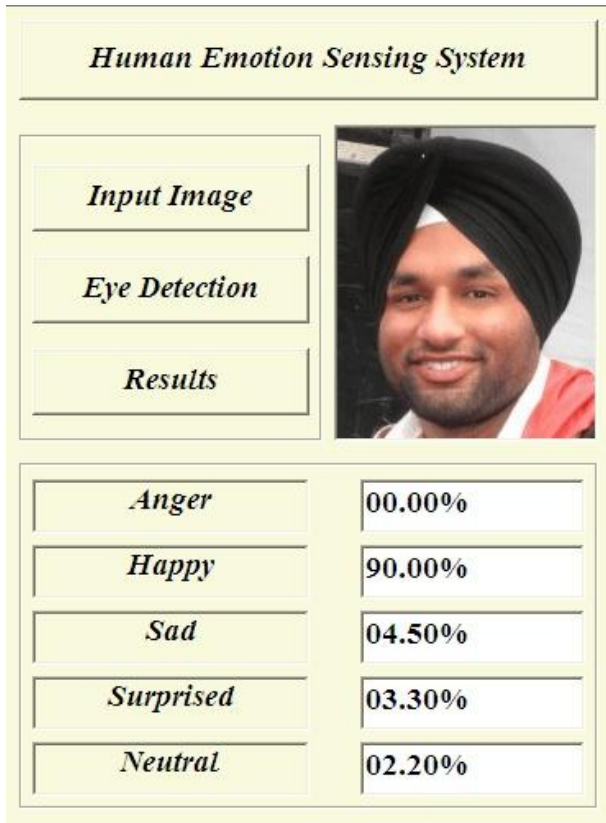 Human Emotion Sensing System
Input Image
Eye Detection
Results
Anger 00.00%
Happy 90.00%
Sad 04.50%
Surprised 03.30%
Neutral 02.20%